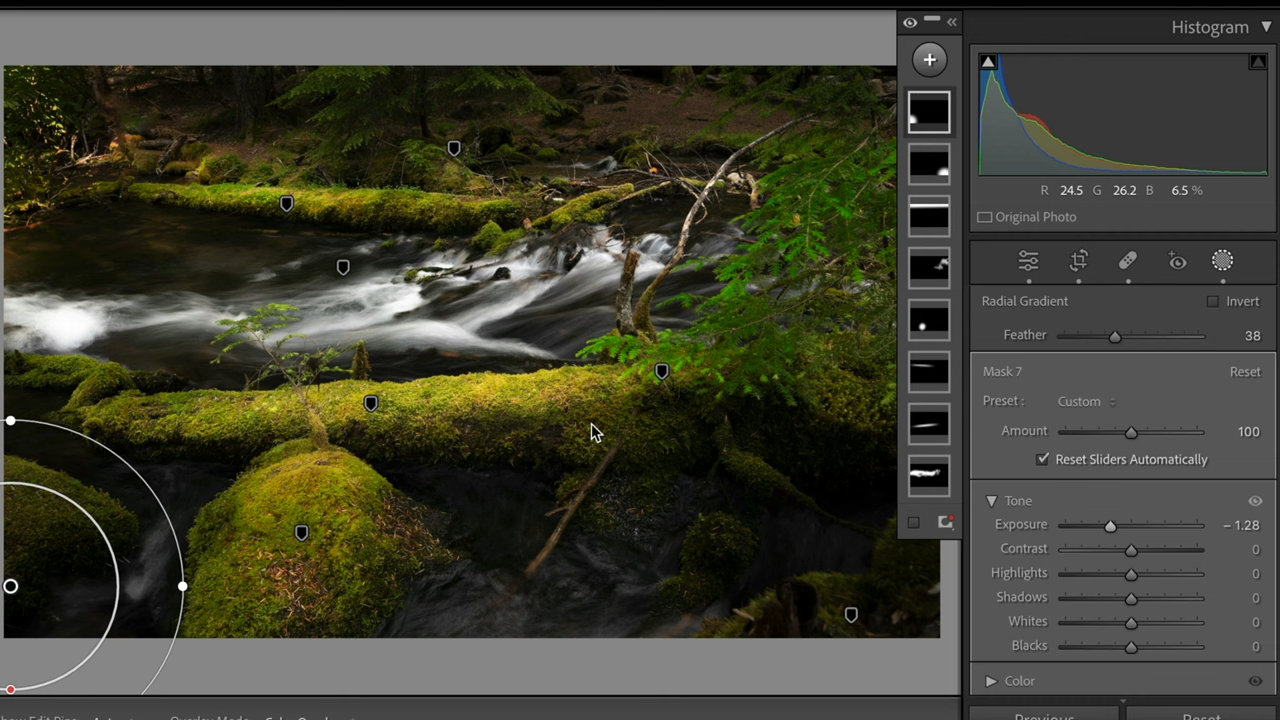 Histogram
R 24.5 G 26.2 B 6.5 %
Original Photo
Radial Gradient Invert
Feather 38
Mask 7 Reset
Preset : Custom
Amount 100
Reset Sliders Automatically
Tone
Exposure – 1.28
Contrast 0
Highlights 0
Shadows 0
Whites 0
Blacks 0
Color
Previous Reset